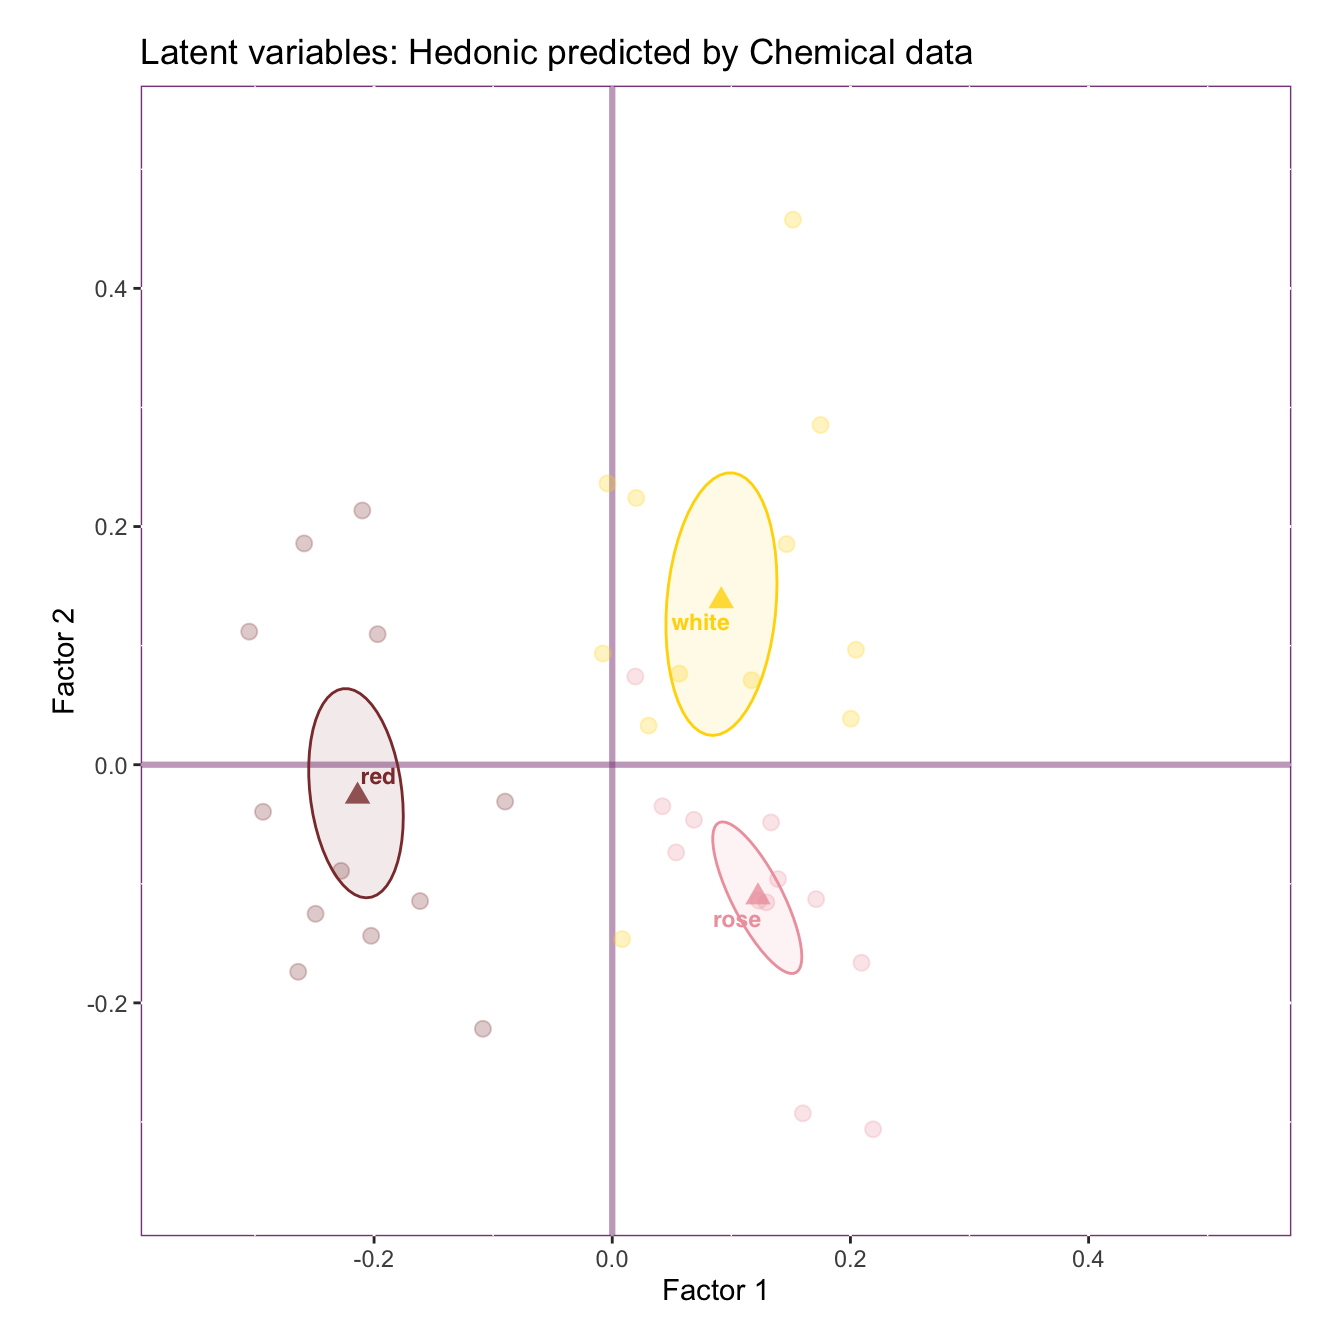 Latent variables: Hedonic predicted by Chemical data
0.4
0.2
0.0
-0.2
Factor 2
white
red
rose
-0.2
0.0
0.2
0.4
Factor 1